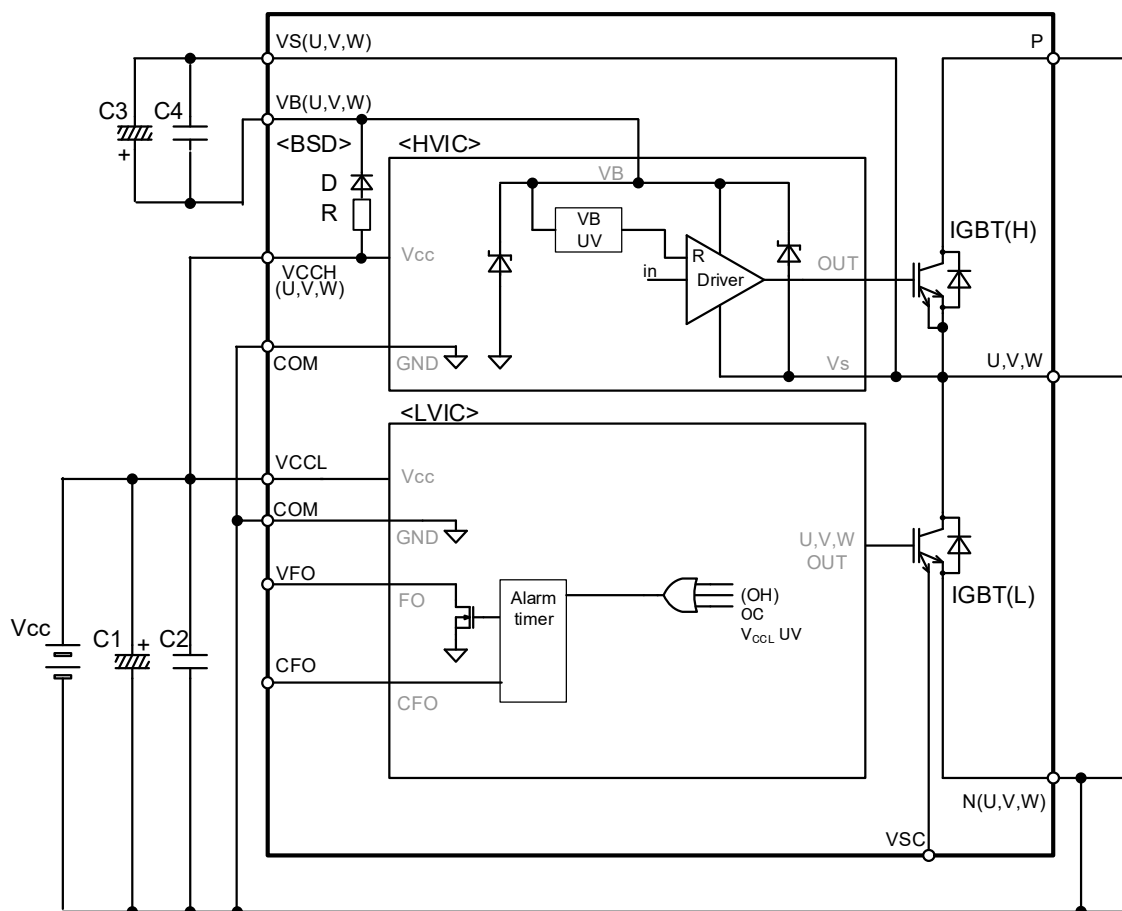 VS(U,V,W)
P
C3
C4
VB(U,V,W)
+
<BSD>
<HVIC>
VB
D
R
VB
UV
IGBT(H)
Vcc
R
Driver
OUT
in
VCCH
(U,V,W)
COM
GND
Vs
U,V,W
<LVIC>
VCCL
Vcc
COM
GND
U,V,W
OUT
VFO
FO
Alarm
timer
(OH)
OC
VCCL UV
IGBT(L)
Vcc
C1
+
C2
CFO
CFO
N(U,V,W)
VSC